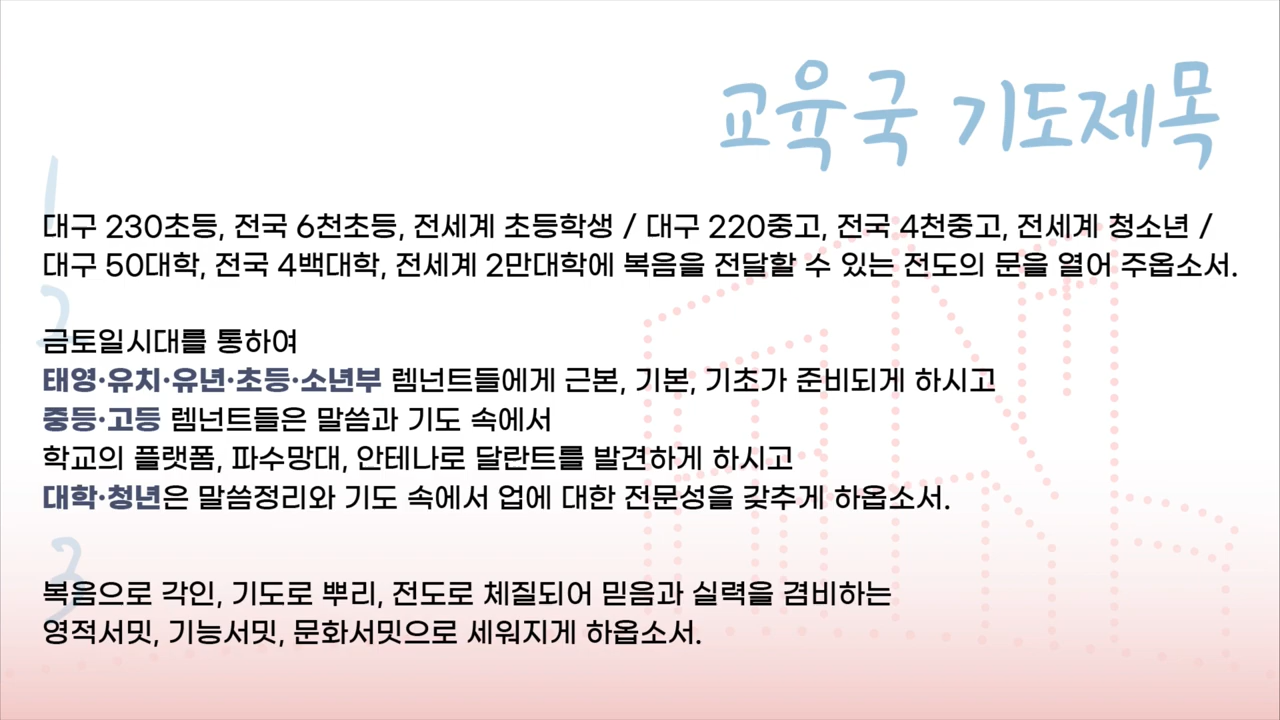 교육국 기도제목
1
대구 230초등, 전국 6천초등, 전세계 초등학생 / 대구 220중고, 전국 4천중고, 전세계 청소년 /
대구 50대학, 전국 4백대학, 전세계 2만대학에 복음을 전달할 수 있는 전도의 문을 열어 주옵소서.
2
금토일시대를 통하여
태영·유치·유년·초등·소년부 렘넌트들에게 근본, 기본, 기초가 준비되게 하시고
중등·고등 렘넌트들은 말씀과 기도 속에서
학교의 플랫폼, 파수망대, 안테나로 달란트를 발견하게 하시고
대학·청년은 말씀정리와 기도 속에서 업에 대한 전문성을 갖추게 하옵소서.
3
복음으로 각인, 기도로 뿌리, 전도로 체질되어 믿음과 실력을 겸비하는
영적서밋, 기능서밋, 문화서밋으로 세워지게 하옵소서.